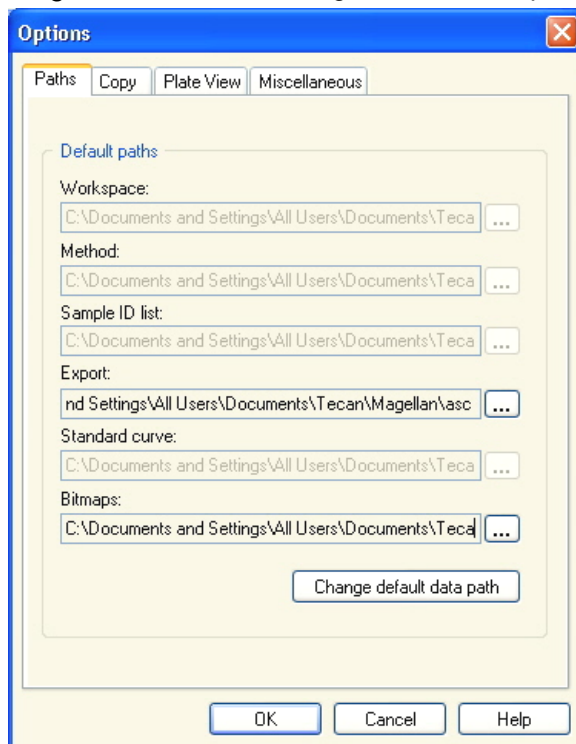 Options
Paths Copy Plate View Miscellaneous
Default paths
Workspace:
C:\Documents and Settings\All Users\Documents\Teca ...
Method:
C:\Documents and Settings\All Users\Documents\Teca ...
Sample ID list:
C:\Documents and Settings\All Users\Documents\Teca ...
Export:
nd Settings\All Users\Documents\Tecan\Magellan\asc ...
Standard curve:
C:\Documents and Settings\All Users\Documents\Teca ...
Bitmaps:
C:\Documents and Settings\All Users\Documents\Teca ...
Change default data path
OK Cancel Help